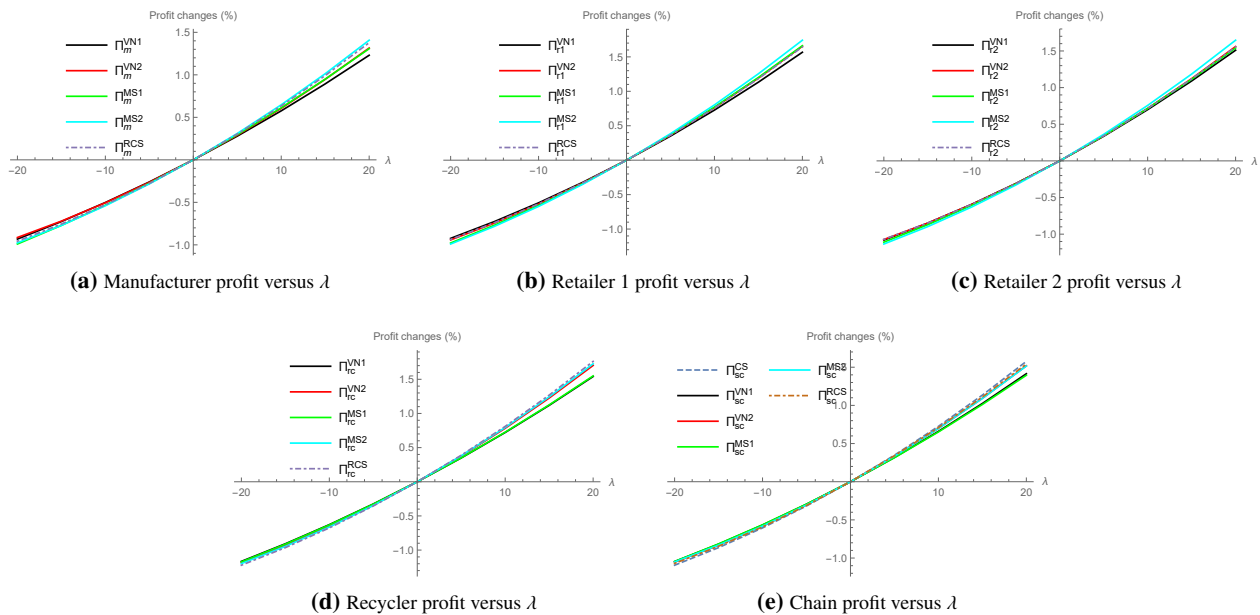 Profit changes (%)
Π_m^VN1
Π_m^VN2
Π_m^MS1
Π_m^MS2
Π_m^RCS
1.5
1.0
0.5
-0.5
-1.0
-20
-10
10
20
λ
(a) Manufacturer profit versus λ
Profit changes (%)
Π_r1^VN1
Π_r1^VN2
Π_r1^MS1
Π_r1^MS2
Π_r1^RCS
1.5
1.0
0.5
-0.5
-1.0
-20
-10
10
20
λ
(b) Retailer 1 profit versus λ
Profit changes (%)
Π_r2^VN1
Π_r2^VN2
Π_r2^MS1
Π_r2^MS2
Π_r2^RCS
1.5
1.0
0.5
-0.5
-1.0
-20
-10
10
20
λ
(c) Retailer 2 profit versus λ
Profit changes (%)
Π_rc^VN1
Π_rc^VN2
Π_rc^MS1
Π_rc^MS2
Π_rc^RCS
1.5
1.0
0.5
-0.5
-1.0
-20
-10
10
20
λ
(d) Recycler profit versus λ
Profit changes (%)
Π_sc^CS
Π_sc^VN1
Π_sc^VN2
Π_sc^MS1
Π_sc^MS2
Π_sc^RCS
1.5
1.0
0.5
-0.5
-1.0
-20
-10
10
20
λ
(e) Chain profit versus λ